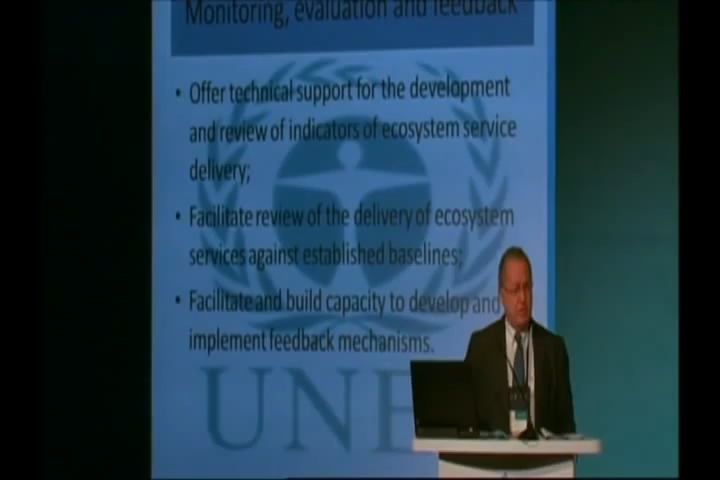 Monitoring, evaluation and feedback
• Offer technical support for the development
and review of indicators of ecosystem service
delivery;
• Facilitate review of the delivery of ecosystem
services against established baselines;
• Facilitate and build capacity to develop and
implement feedback mechanisms.
UNE